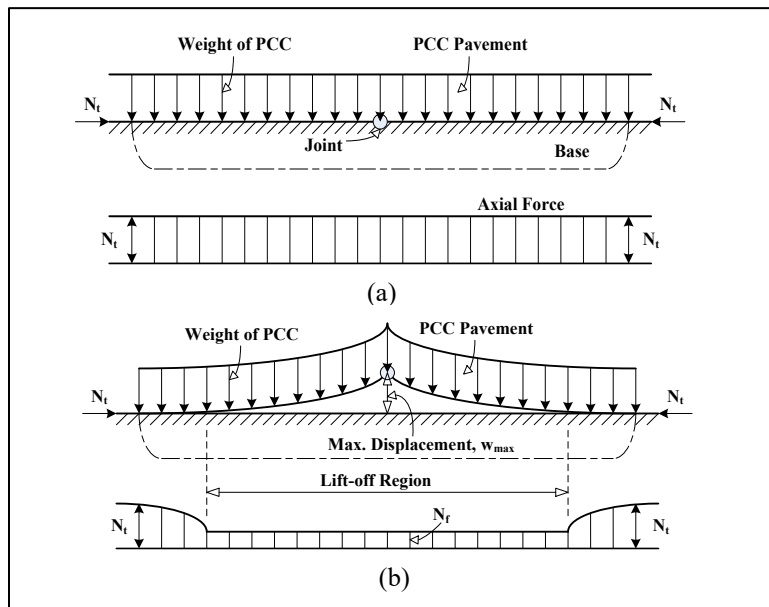 Weight of PCC
PCC Pavement
Nt
Nt
Joint
Base
Axial Force
Nt
Nt
(a)
Weight of PCC
PCC Pavement
Nt
Nt
Max. Displacement, wmax
Lift-off Region
Nt
Nf
Nt
(b)